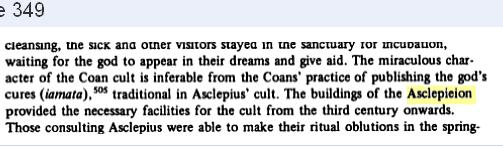 e 349
cleansing, the sick and other visitors stayed in the sanctuary for incubation,
waiting for the god to appear in their dreams and give aid. The miraculous char-
acter of the Coan cult is inferable from the Coans' practice of publishing the god's
cures (iamata),⁵⁰⁵ traditional in Asclepius' cult. The buildings of the Asclepieion
provided the necessary facilities for the cult from the third century onwards.
Those consulting Asclepius were able to make their ritual oblutions in the spring-